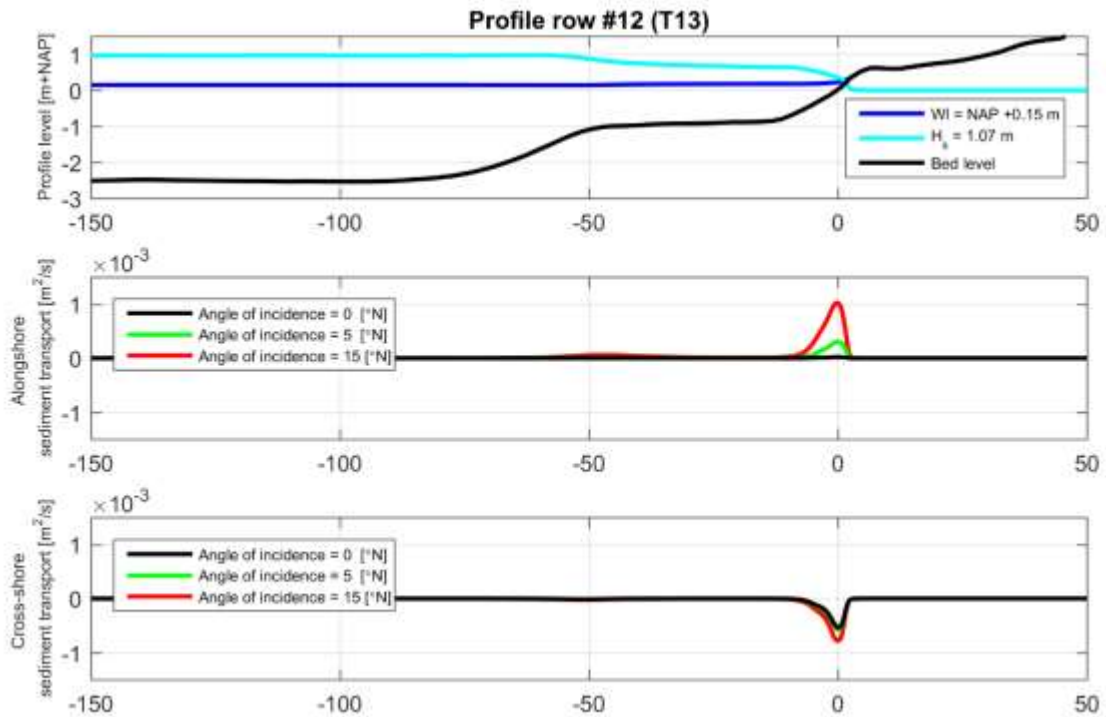 Profile row #12 (T13)
Profile level [m+NAP]
1
0
-1
-2
-3
WI = NAP +0.15 m
Hs = 1.07 m
Bed level
-150
-100
-50
0
50
×10-3
Alongshore
sediment transport [m2/s]
1
0
-1
Angle of incidence = 0 [°N]
Angle of incidence = 5 [°N]
Angle of incidence = 15 [°N]
-150
-100
-50
0
50
×10-3
Cross-shore
sediment transport [m2/s]
1
0
-1
Angle of incidence = 0 [°N]
Angle of incidence = 5 [°N]
Angle of incidence = 15 [°N]
-150
-100
-50
0
50